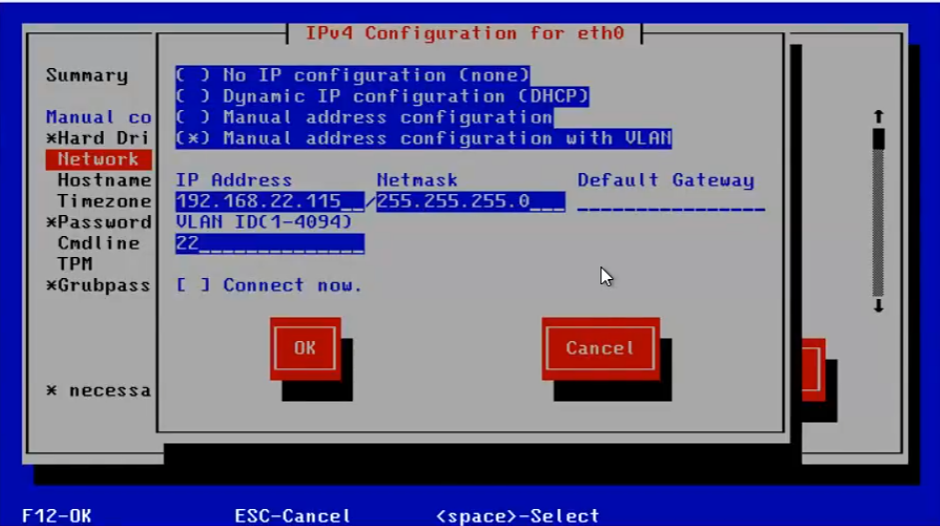 IPv4 Configuration for eth0
Summary
( ) No IP configuration (none)
( ) Dynamic IP configuration (DHCP)
Manual co
( ) Manual address configuration
*Hard Dri
(*) Manual address configuration with VLAN
Network
Hostname
IP Address Netmask Default Gateway
Timezone
192.168.22.115__/255.255.255.0___ ________________
*Password
VLAN ID(1-4094)
Cmdline
22______________
TPM
*Grubpass
[ ] Connect now.
OK Cancel
* necessa
F12-OK ESC-Cancel <space>-Select